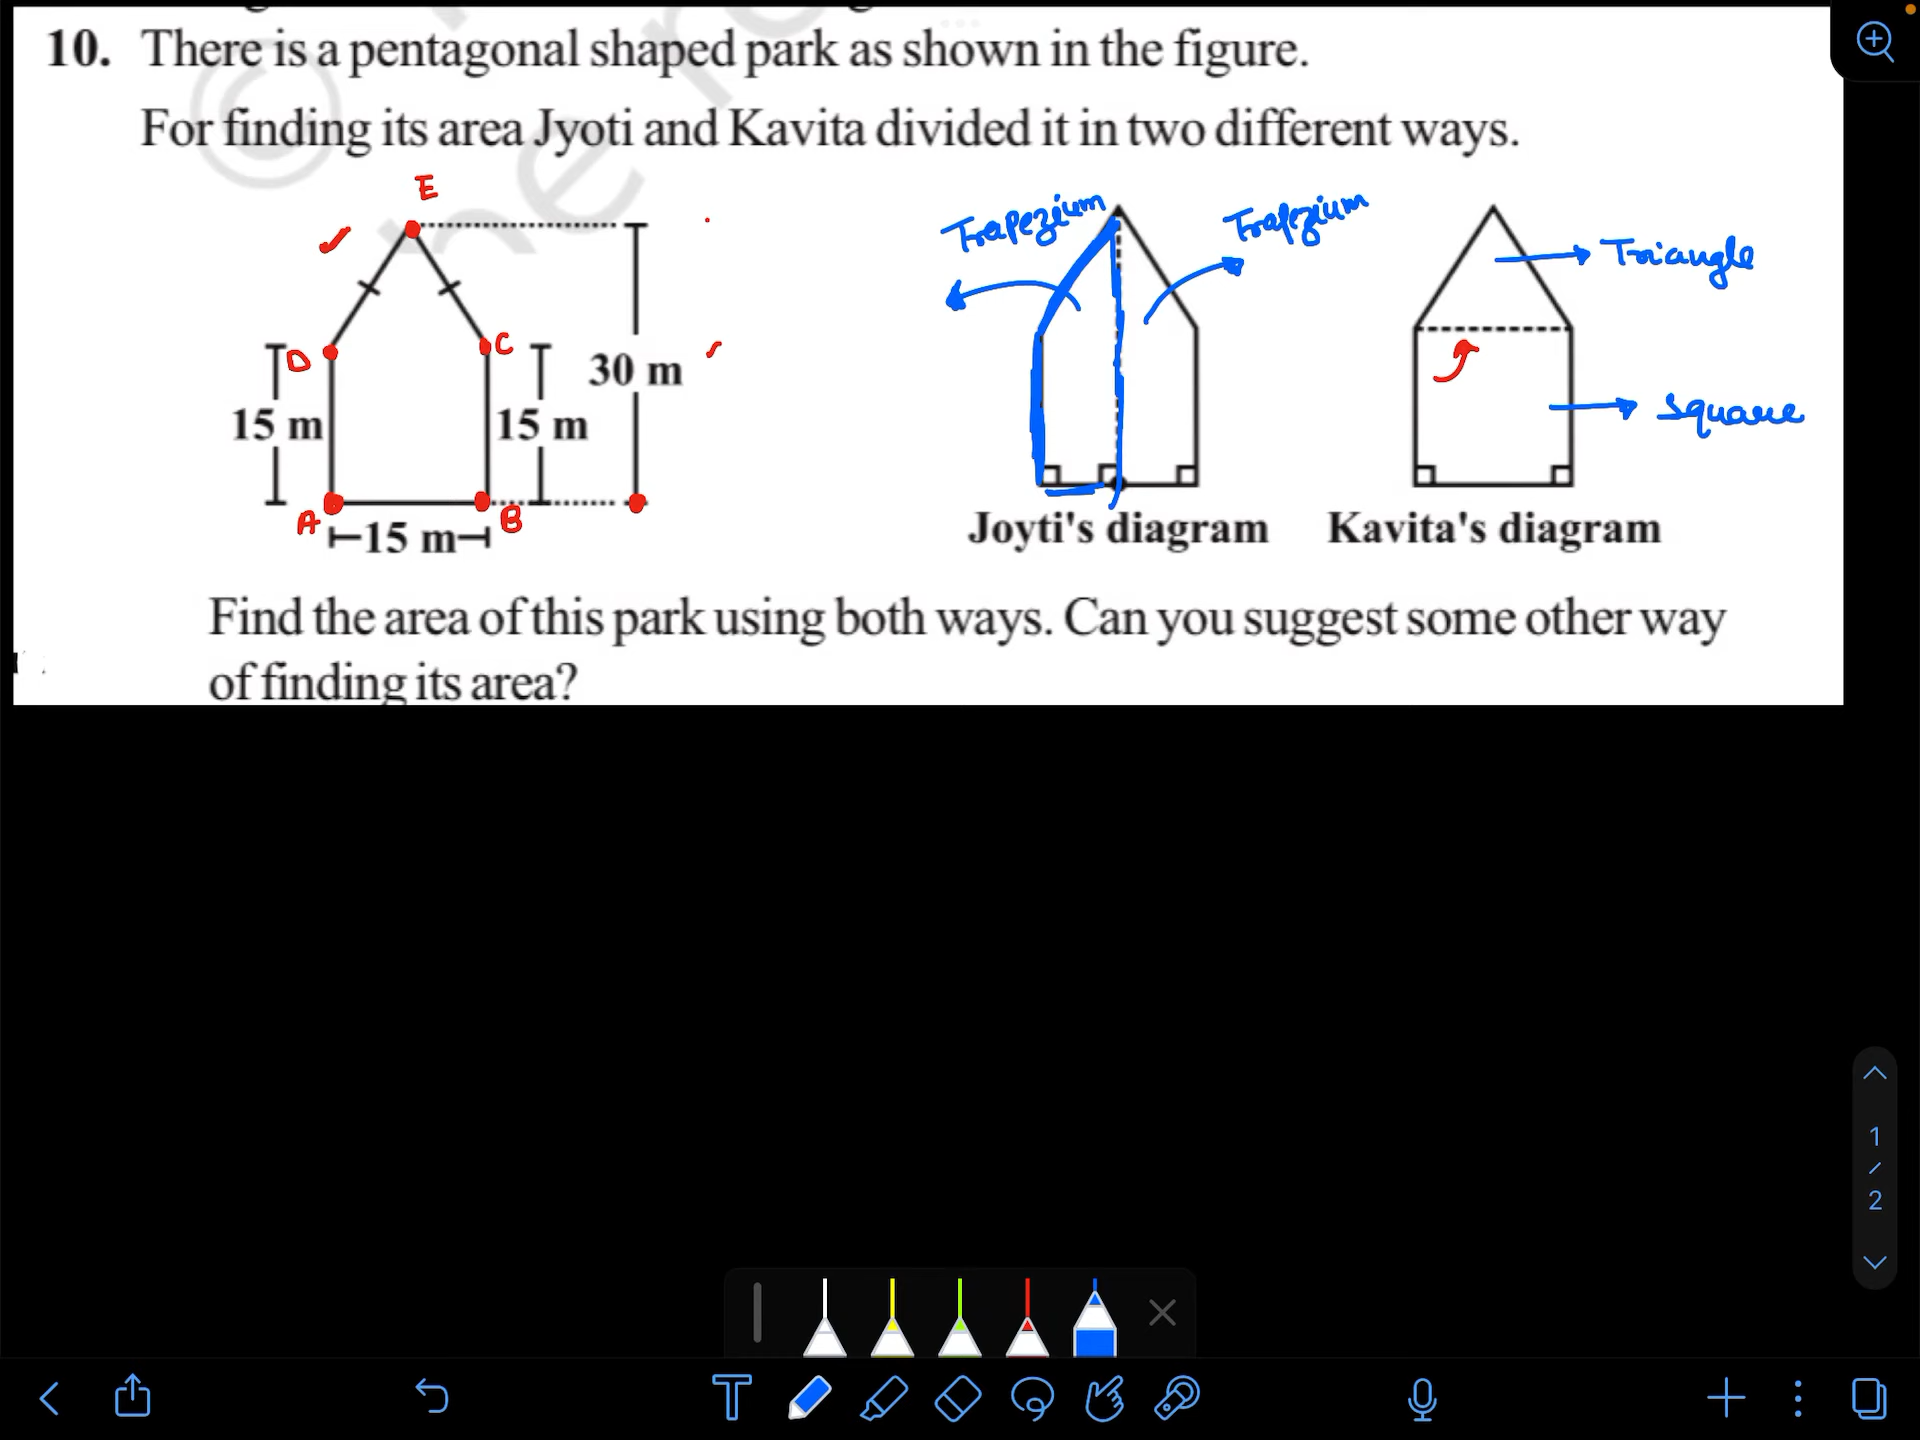 10. There is a pentagonal shaped park as shown in the figure.
For finding its area Jyoti and Kavita divided it in two different ways.
E
D
C
15 m
15 m
30 m
A
B
15 m
Trapezium
Trapezium
Triangle
Square
Joyti's diagram
Kavita's diagram
Find the area of this park using both ways. Can you suggest some other way
of finding its area?
1
/
2